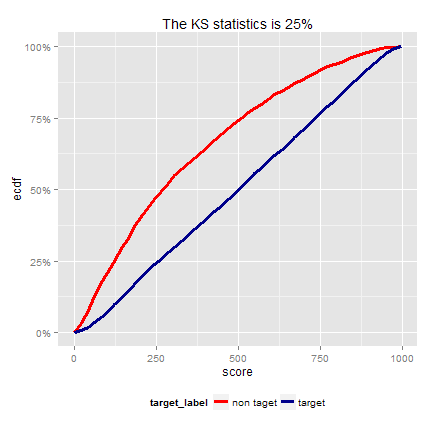 The KS statistics is 25%
100%
75%
50%
25%
0%
ecdf
0 250 500 750 1000
score
target_label non taget target